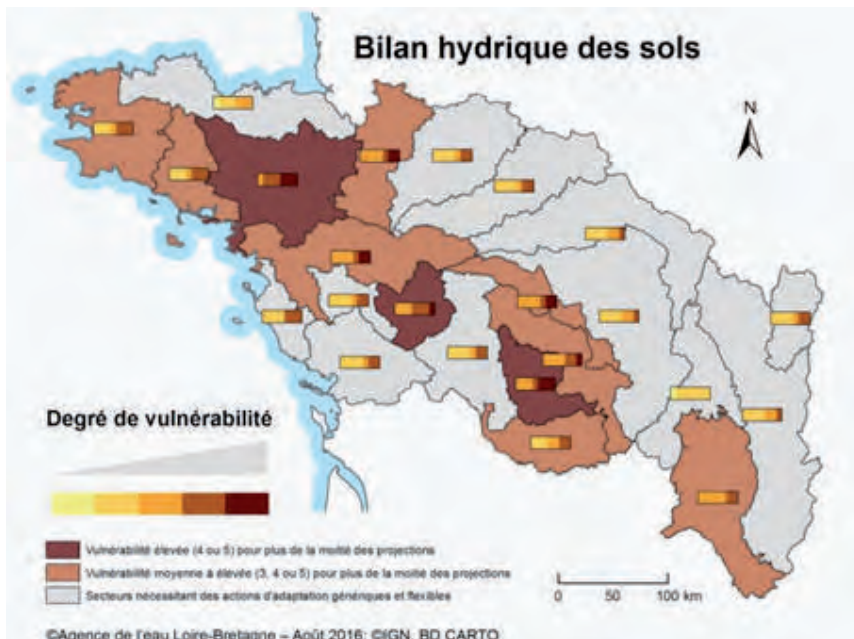 Bilan hydrique des sols
N
Degré de vulnérabilité
Vulnérabilité élevée (4 ou 5) pour plus de la moitié des projections
Vulnérabilité moyenne à élevée (3, 4 ou 5) pour plus de la moitié des projections
Secteurs nécessitant des actions d'adaptation génériques et flexibles
0 50 100 km
©Agence de l'eau Loire-Bretagne – Août 2016; ©IGN, BD CARTO